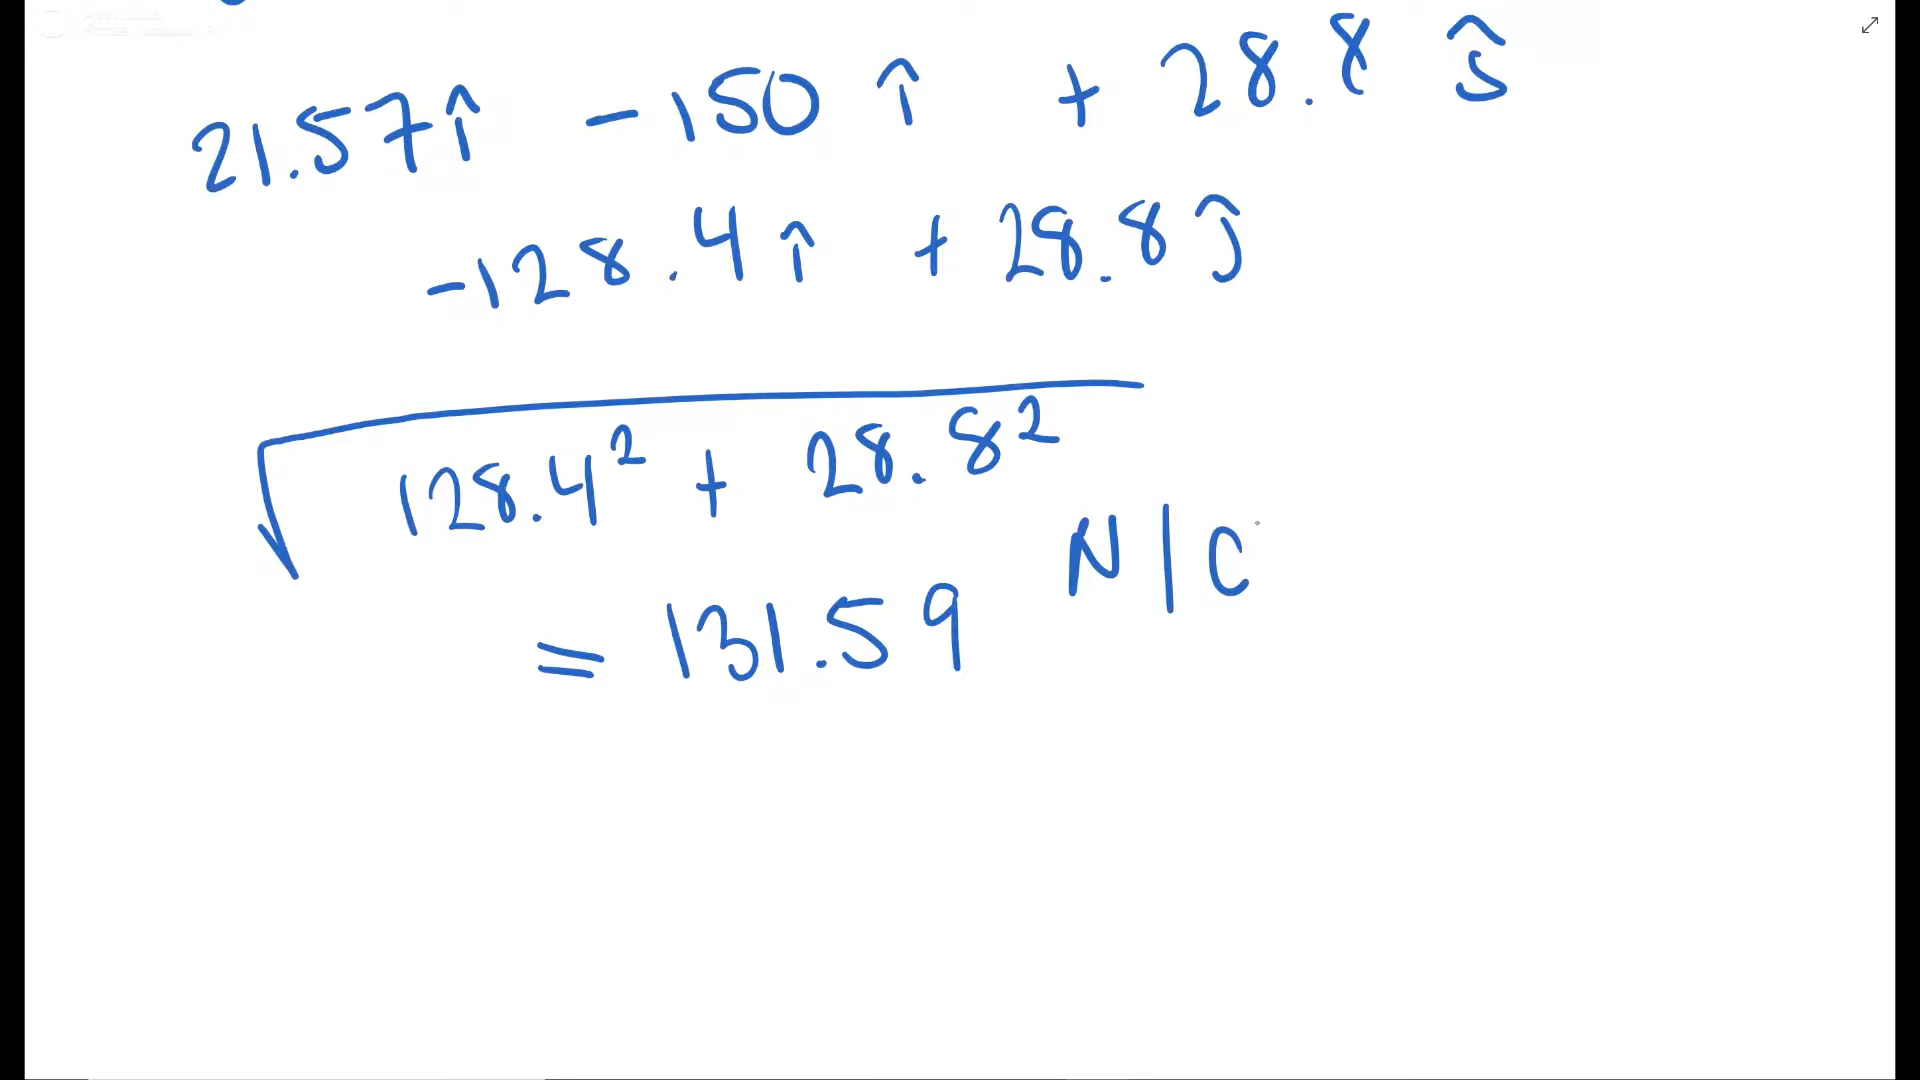 21.57î -150 î + 28.8 ĵ
-128.4 î + 28.8 ĵ
√128.4² + 28.8²
= 131.59 N/C